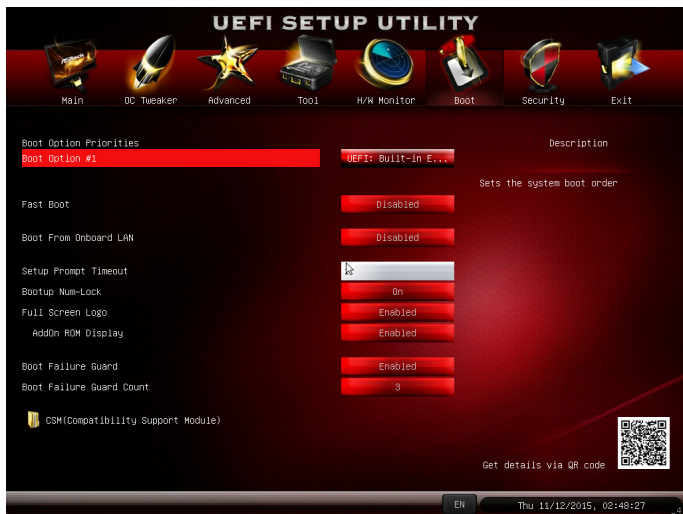 UEFI SETUP UTILITY
Main OC Tweaker Advanced Tool H/W Monitor Boot Security Exit
Boot Option Priorities
Boot Option #1 UEFI: Built-in E...
Fast Boot Disabled
Boot From Onboard LAN Disabled
Setup Prompt Timeout
Bootup Num-Lock On
Full Screen Logo Enabled
AddOn ROM Display Enabled
Boot Failure Guard Enabled
Boot Failure Guard Count 3
CSM(Compatibility Support Module)
Description
Sets the system boot order
Get details via QR code
EN Thu 11/12/2015, 02:48:27